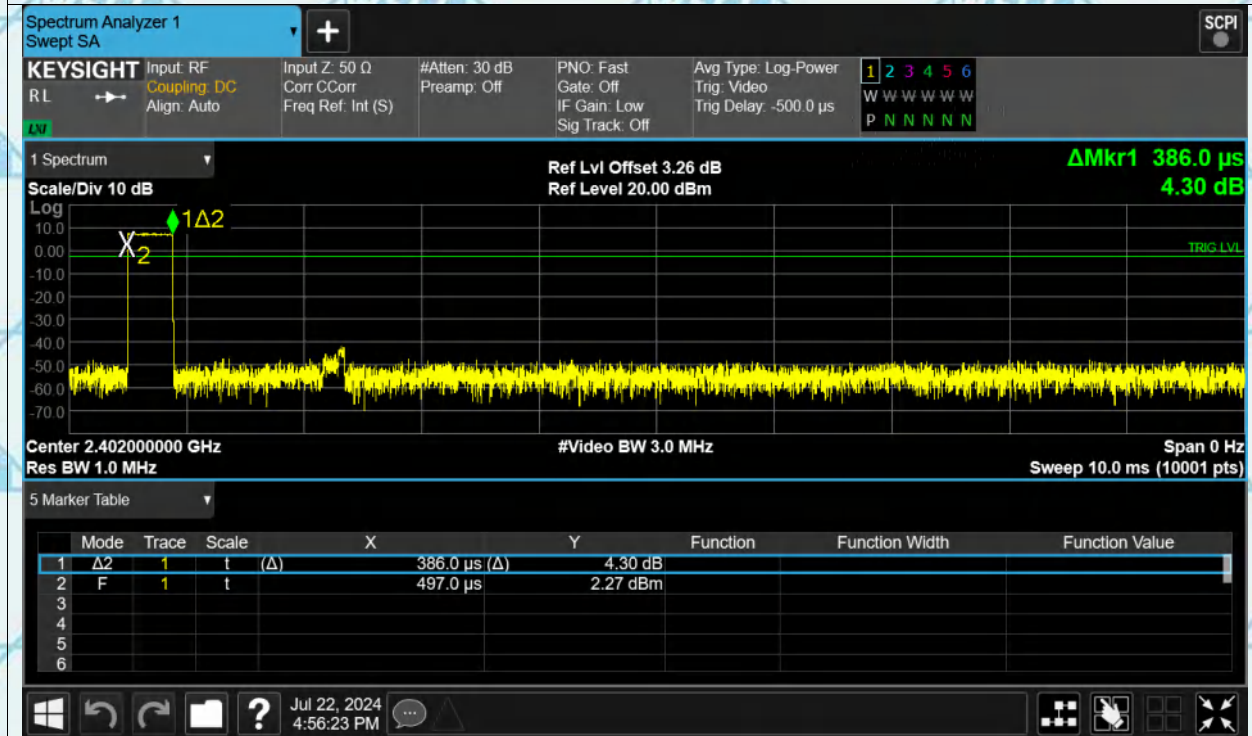 Spectrum Analyzer 1
Swept SA
+
SCPI
KEYSIGHT
RL
LXI
Input: RF
Coupling: DC
Align: Auto
Input Z: 50 Ω
Corr CCorr
Freq Ref: Int (S)
#Atten: 30 dB
Preamp: Off
PNO: Fast
Gate: Off
IF Gain: Low
Sig Track: Off
Avg Type: Log-Power
Trig: Video
Trig Delay: -500.0 µs
1 2 3 4 5 6
W W W W W W
P N N N N N
1 Spectrum
Scale/Div 10 dB
Ref Lvl Offset 3.26 dB
Ref Level 20.00 dBm
ΔMkr1 386.0 µs
4.30 dB
Log
1Δ2
10.0
X2
0.00
TRIG LVL
-10.0
-20.0
-30.0
-40.0
-50.0
-60.0
-70.0
Center 2.402000000 GHz #Video BW 3.0 MHz Span 0 Hz
Res BW 1.0 MHz Sweep 10.0 ms (10001 pts)
5 Marker Table
Mode Trace Scale X Y Function Function Width Function Value
1 Δ2 1 t (Δ) 386.0 µs (Δ) 4.30 dB
2 F 1 t 497.0 µs 2.27 dBm
3
4
5
6
?
Jul 22, 2024
4:56:23 PM